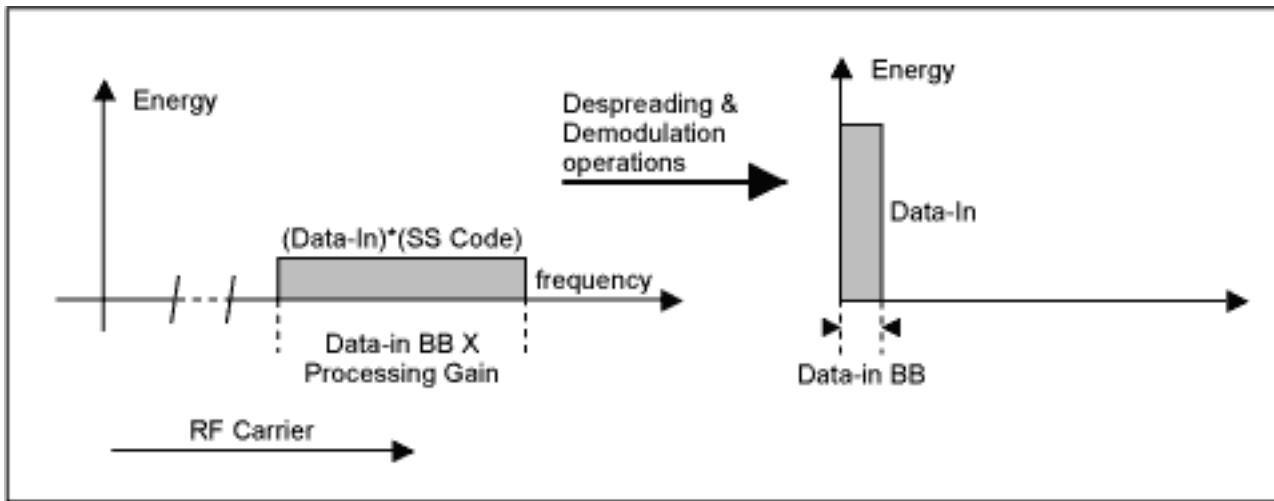 Energy
(Data-In)*(SS Code)
frequency
Data-in BB X
Processing Gain
RF Carrier
Despreading &
Demodulation
operations
Energy
Data-In
Data-in BB